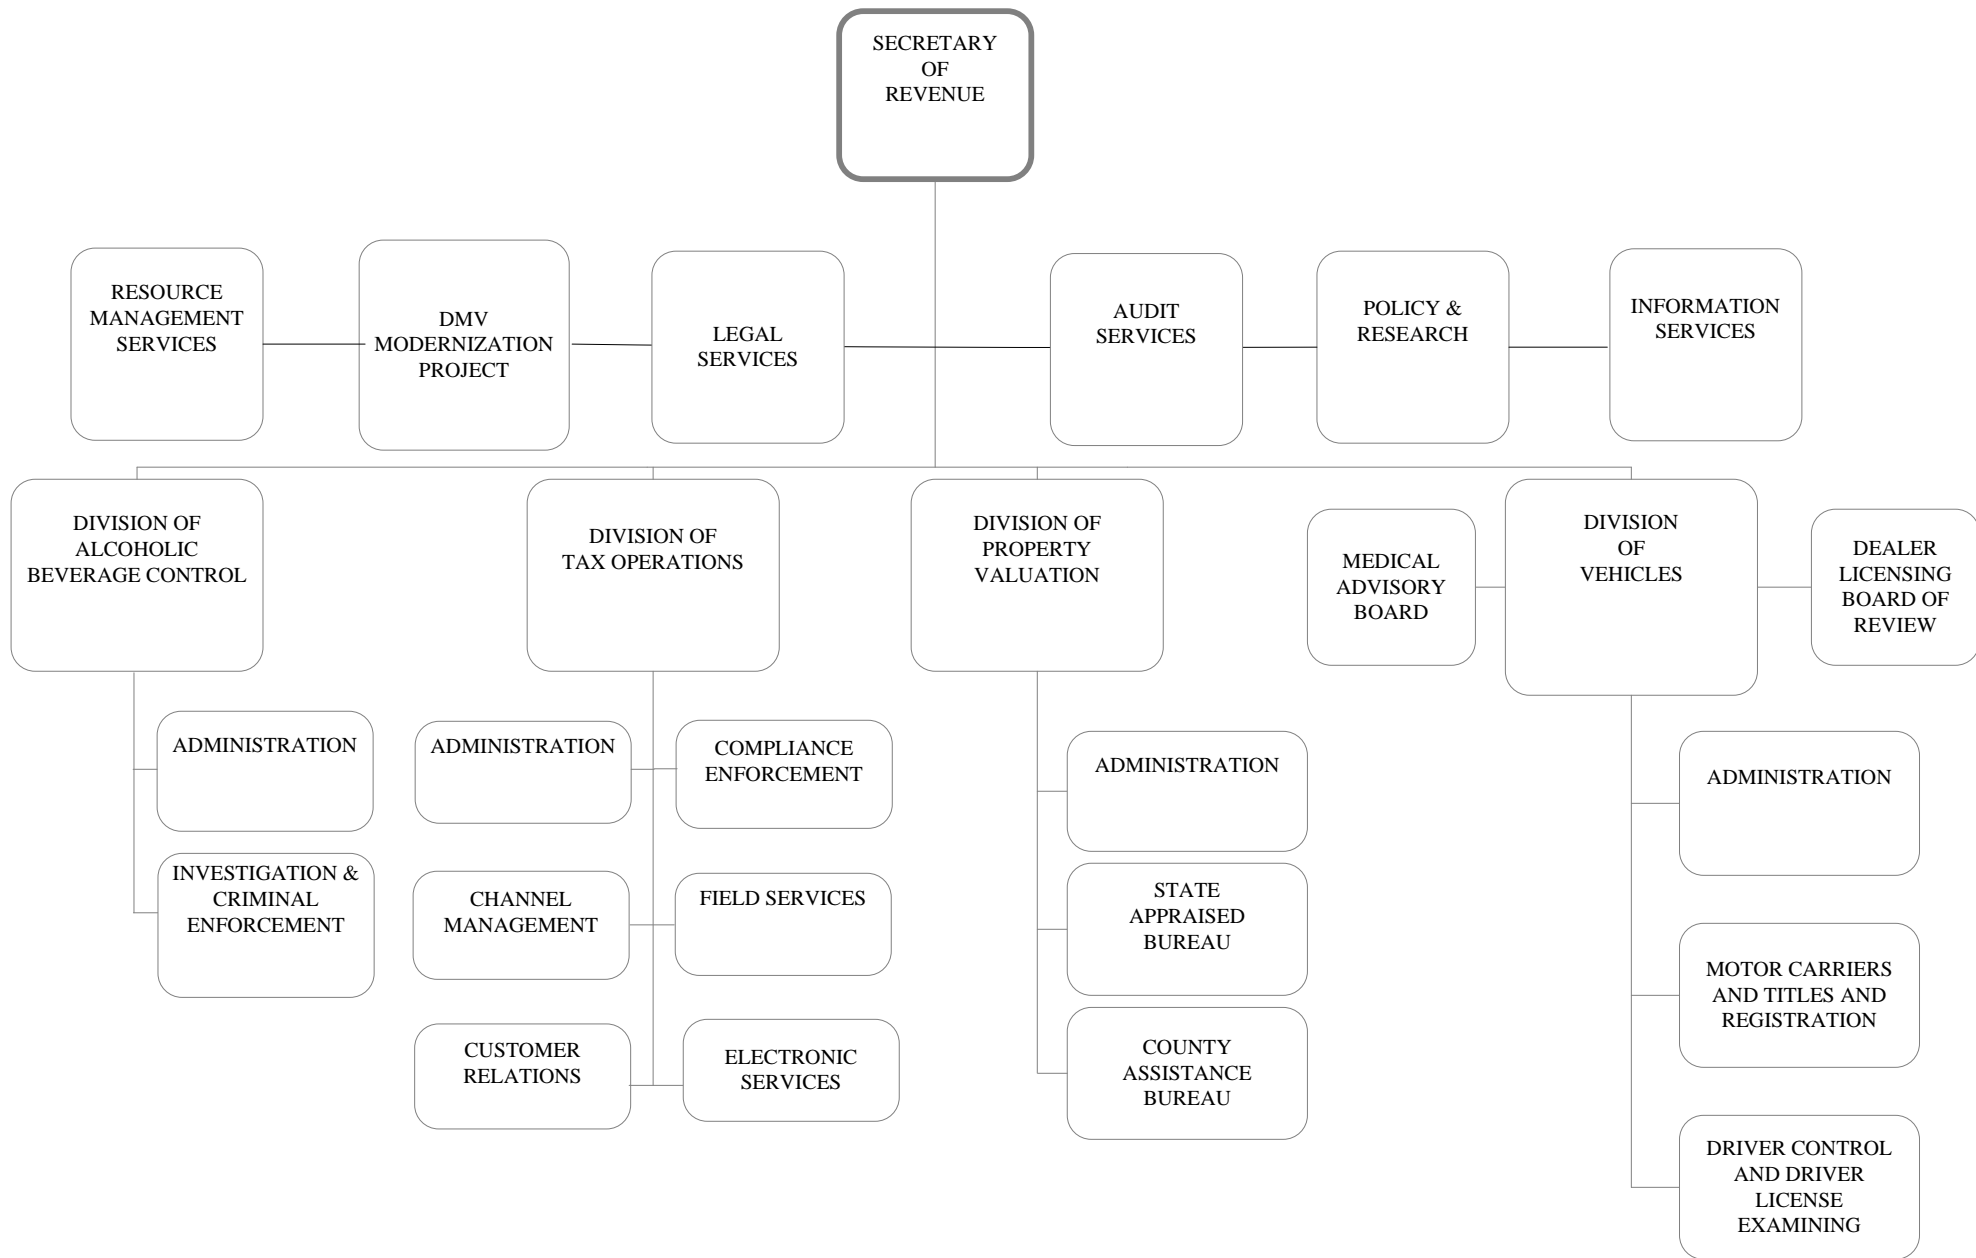 SECRETARY
OF
REVENUE
RESOURCE
MANAGEMENT
SERVICES
DMV
MODERNIZATION
PROJECT
LEGAL
SERVICES
AUDIT
SERVICES
POLICY &
RESEARCH
INFORMATION
SERVICES
DIVISION OF
ALCOHOLIC
BEVERAGE CONTROL
DIVISION OF
TAX OPERATIONS
DIVISION OF
PROPERTY
VALUATION
MEDICAL
ADVISORY
BOARD
DIVISION
OF
VEHICLES
DEALER
LICENSING
BOARD OF
REVIEW
ADMINISTRATION
INVESTIGATION &
CRIMINAL
ENFORCEMENT
ADMINISTRATION
COMPLIANCE
ENFORCEMENT
CHANNEL
MANAGEMENT
FIELD SERVICES
CUSTOMER
RELATIONS
ELECTRONIC
SERVICES
ADMINISTRATION
STATE
APPRAISED
BUREAU
COUNTY
ASSISTANCE
BUREAU
ADMINISTRATION
MOTOR CARRIERS
AND TITLES AND
REGISTRATION
DRIVER CONTROL
AND DRIVER
LICENSE
EXAMINING